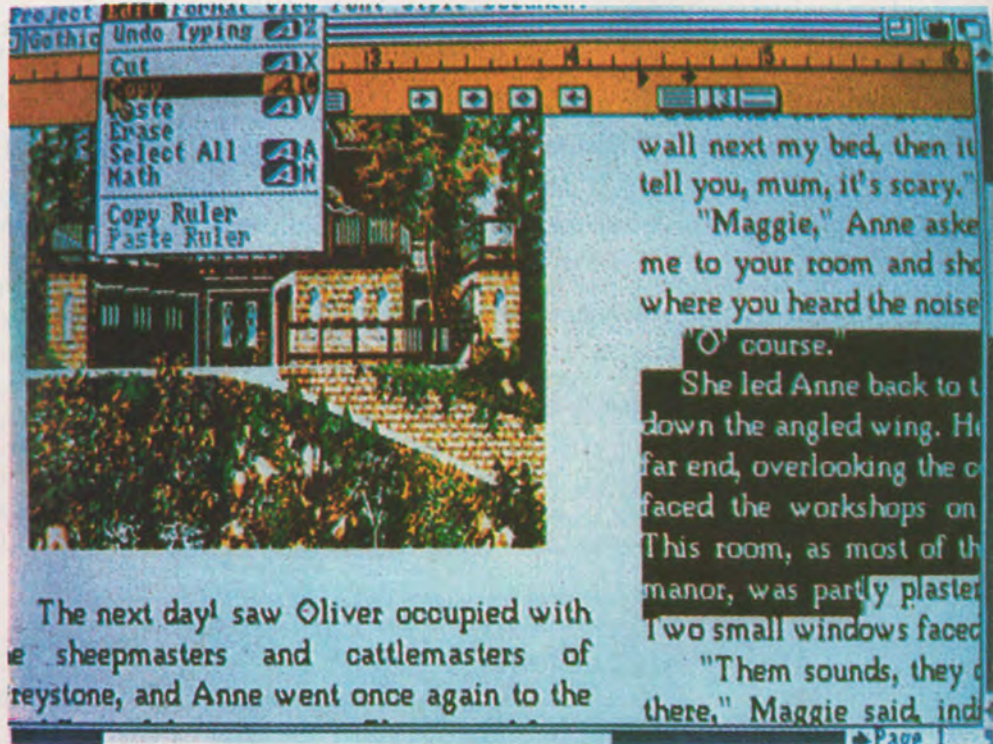 Project Edit Format View Font Style Document
Gothic
Undo Typing Z
Cut X
Copy C
Paste V
Erase
Select All A
Math M
Copy Ruler
Paste Ruler
3 4 5 6
The next day¹ saw Oliver occupied with
sheepmasters and cattlemasters of
reystone, and Anne went once again to the
wall next my bed, then it
tell you, mum, it's scary."
"Maggie," Anne aske
me to your room and sho
where you heard the noise
"O' course."
She led Anne back to t
down the angled wing. He
far end, overlooking the c
faced the workshops on
This room, as most of th
manor, was partly plaster
Two small windows faced
"Them sounds, they
there," Maggie said, indi
Page